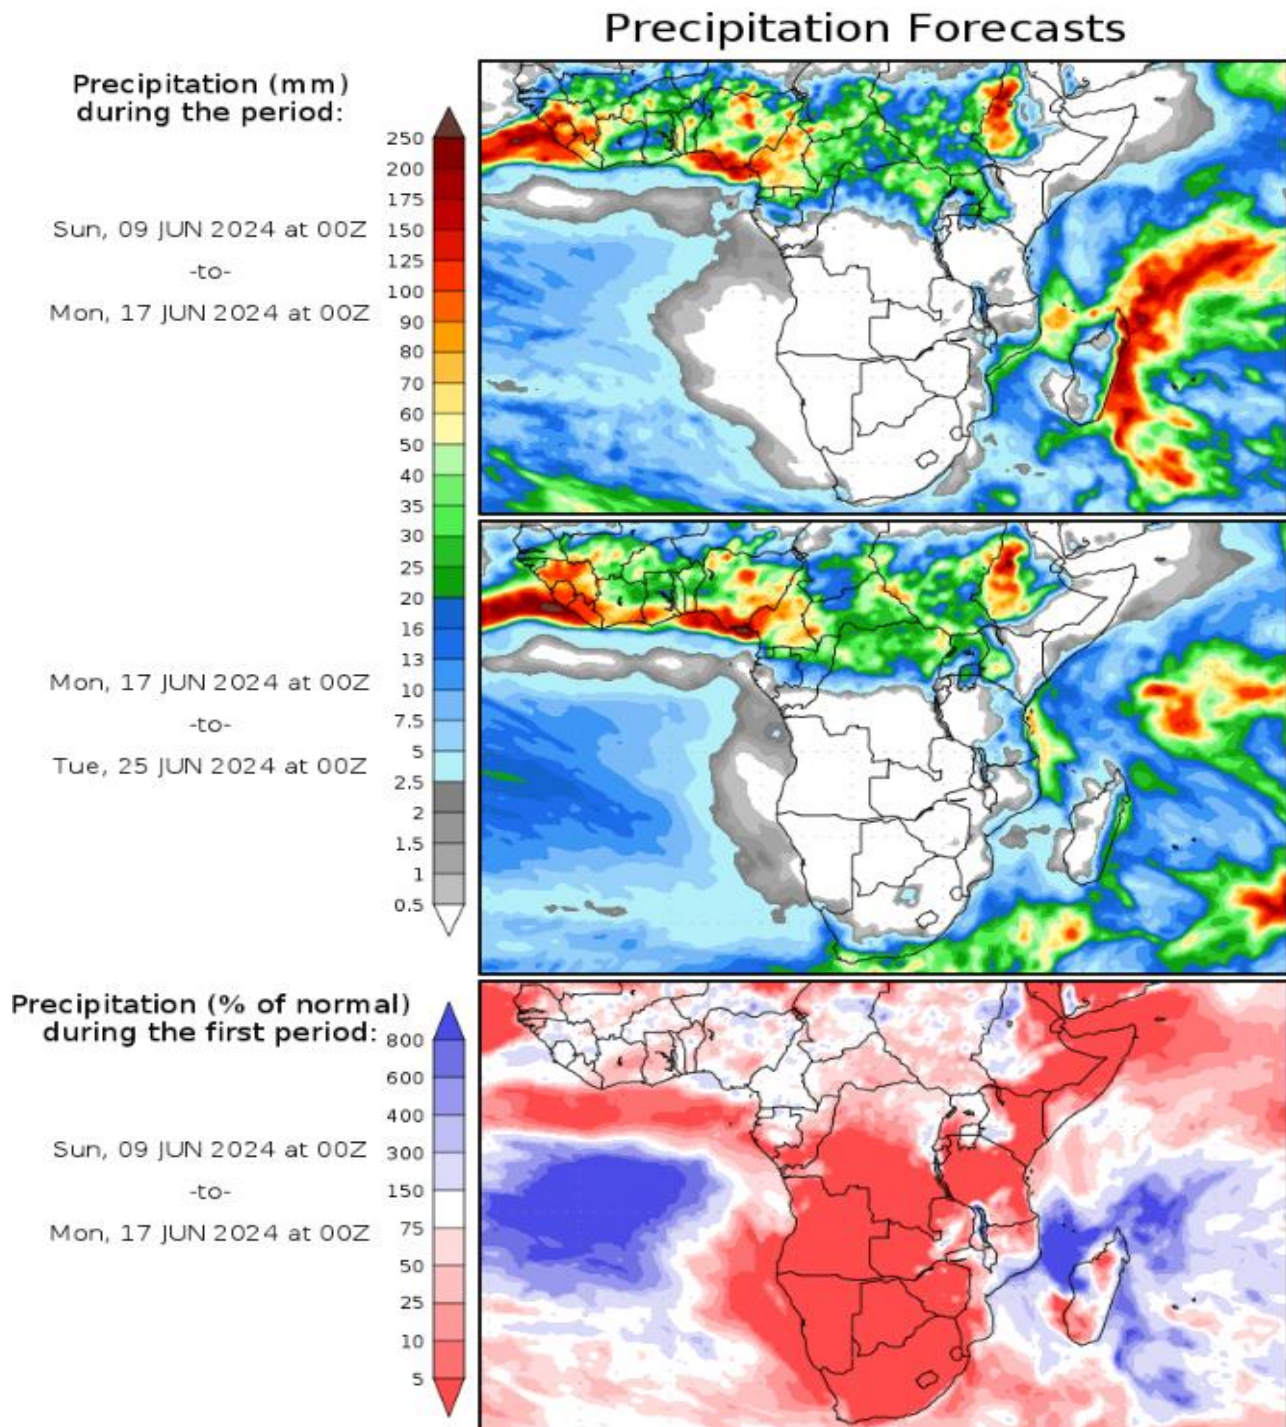 Precipitation Forecasts
Precipitation (mm)
during the period:
250
200
175
150
125
100
90
80
70
60
50
40
35
30
25
20
16
13
10
7.5
5
2.5
2
1.5
1
0.5
Sun, 09 JUN 2024 at 00Z
-to-
Mon, 17 JUN 2024 at 00Z
Mon, 17 JUN 2024 at 00Z
-to-
Tue, 25 JUN 2024 at 00Z
Precipitation (% of normal)
during the first period:
800
600
400
300
150
75
50
25
10
5
Sun, 09 JUN 2024 at 00Z
-to-
Mon, 17 JUN 2024 at 00Z